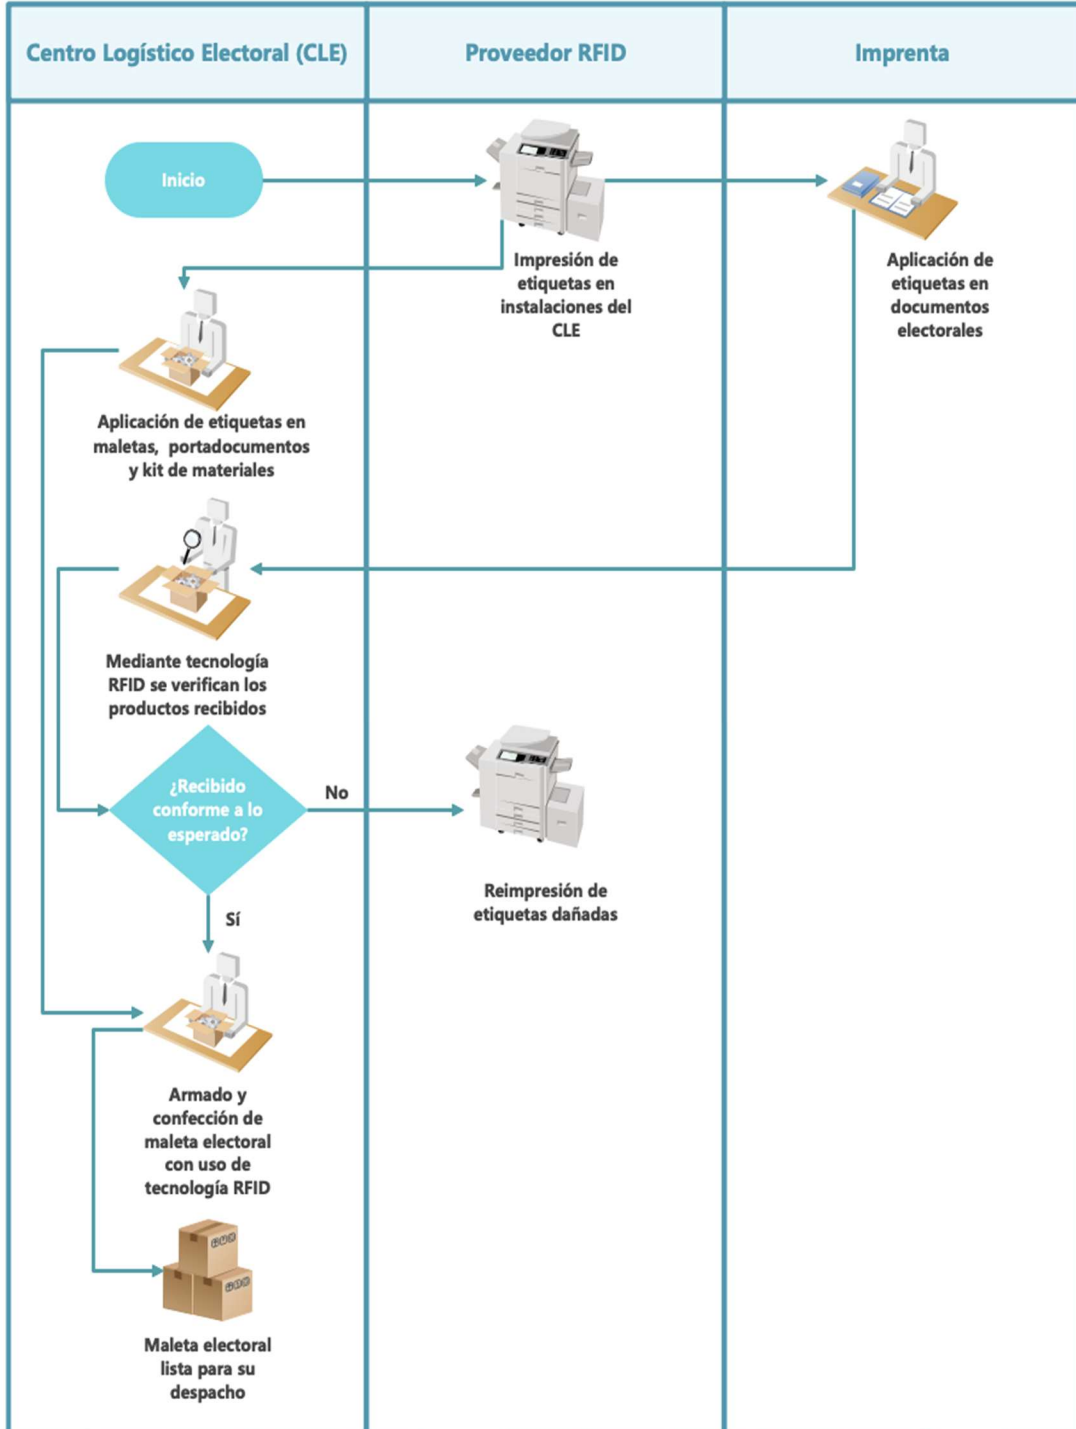 Centro Logístico Electoral (CLE)
Proveedor RFID
Imprenta
Inicio
Impresión de
etiquetas en
instalaciones del
CLE
Aplicación de
etiquetas en
documentos
electorales
Aplicación de etiquetas en
maletas, portadocumentos
y kit de materiales
Mediante tecnología
RFID se verifican los
productos recibidos
¿Recibido
conforme a lo
esperado?
No
Reimpresión de
etiquetas dañadas
Sí
Armado y
confección de
maleta electoral
con uso de
tecnología RFID
Maleta electoral
lista para su
despacho